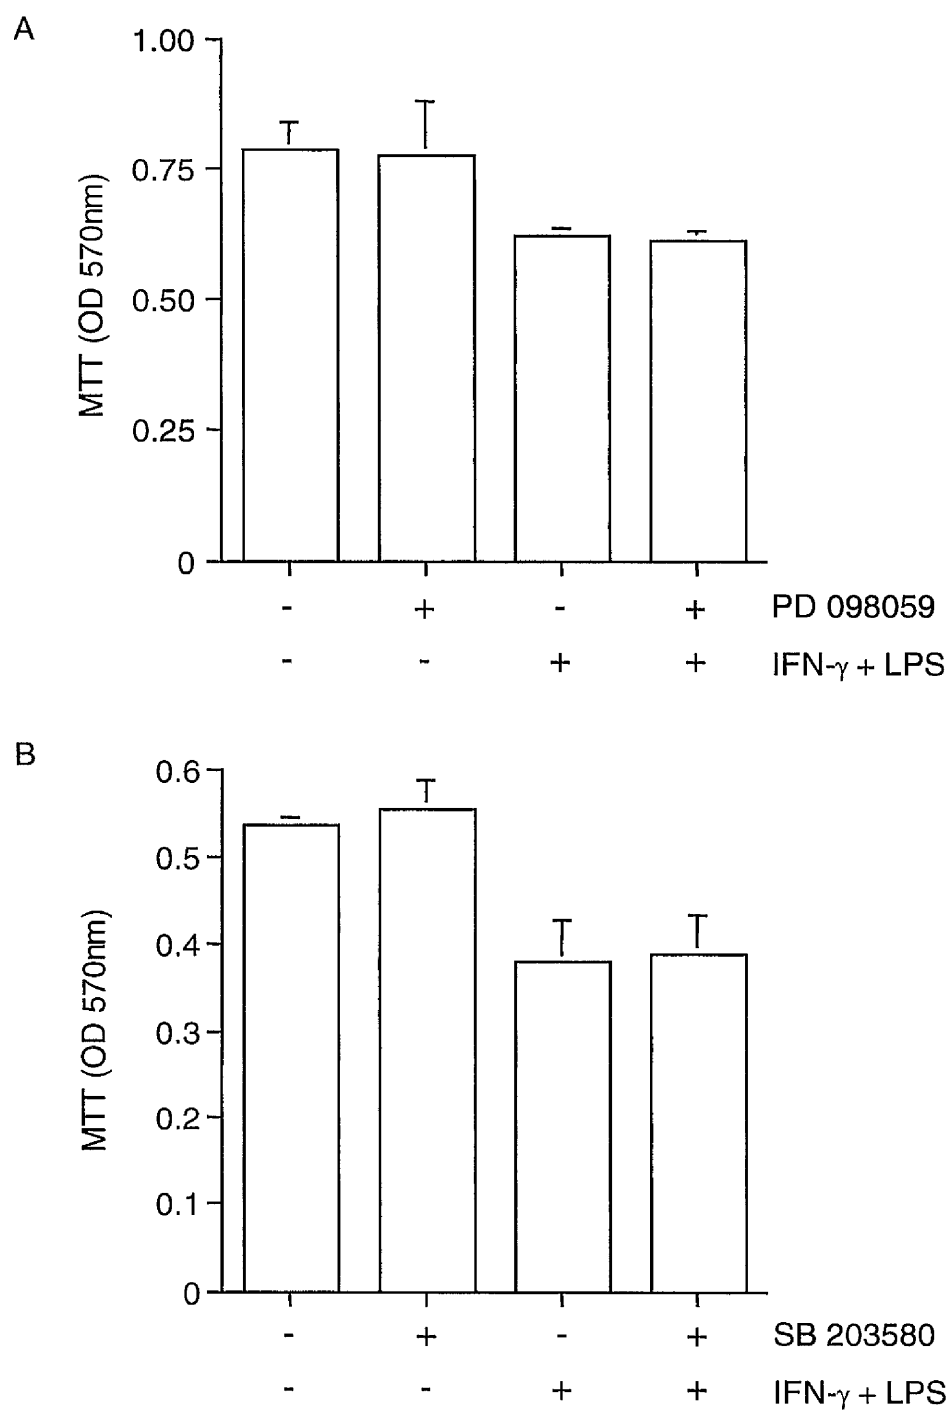 A
1.00
0.75
0.50
0.25
0
MTT (OD 570nm)
- + - + PD 098059
- - + + IFN-γ + LPS
B
0.6
0.5
0.4
0.3
0.2
0.1
0
MTT (OD 570nm)
- + - + SB 203580
- - + + IFN-γ + LPS